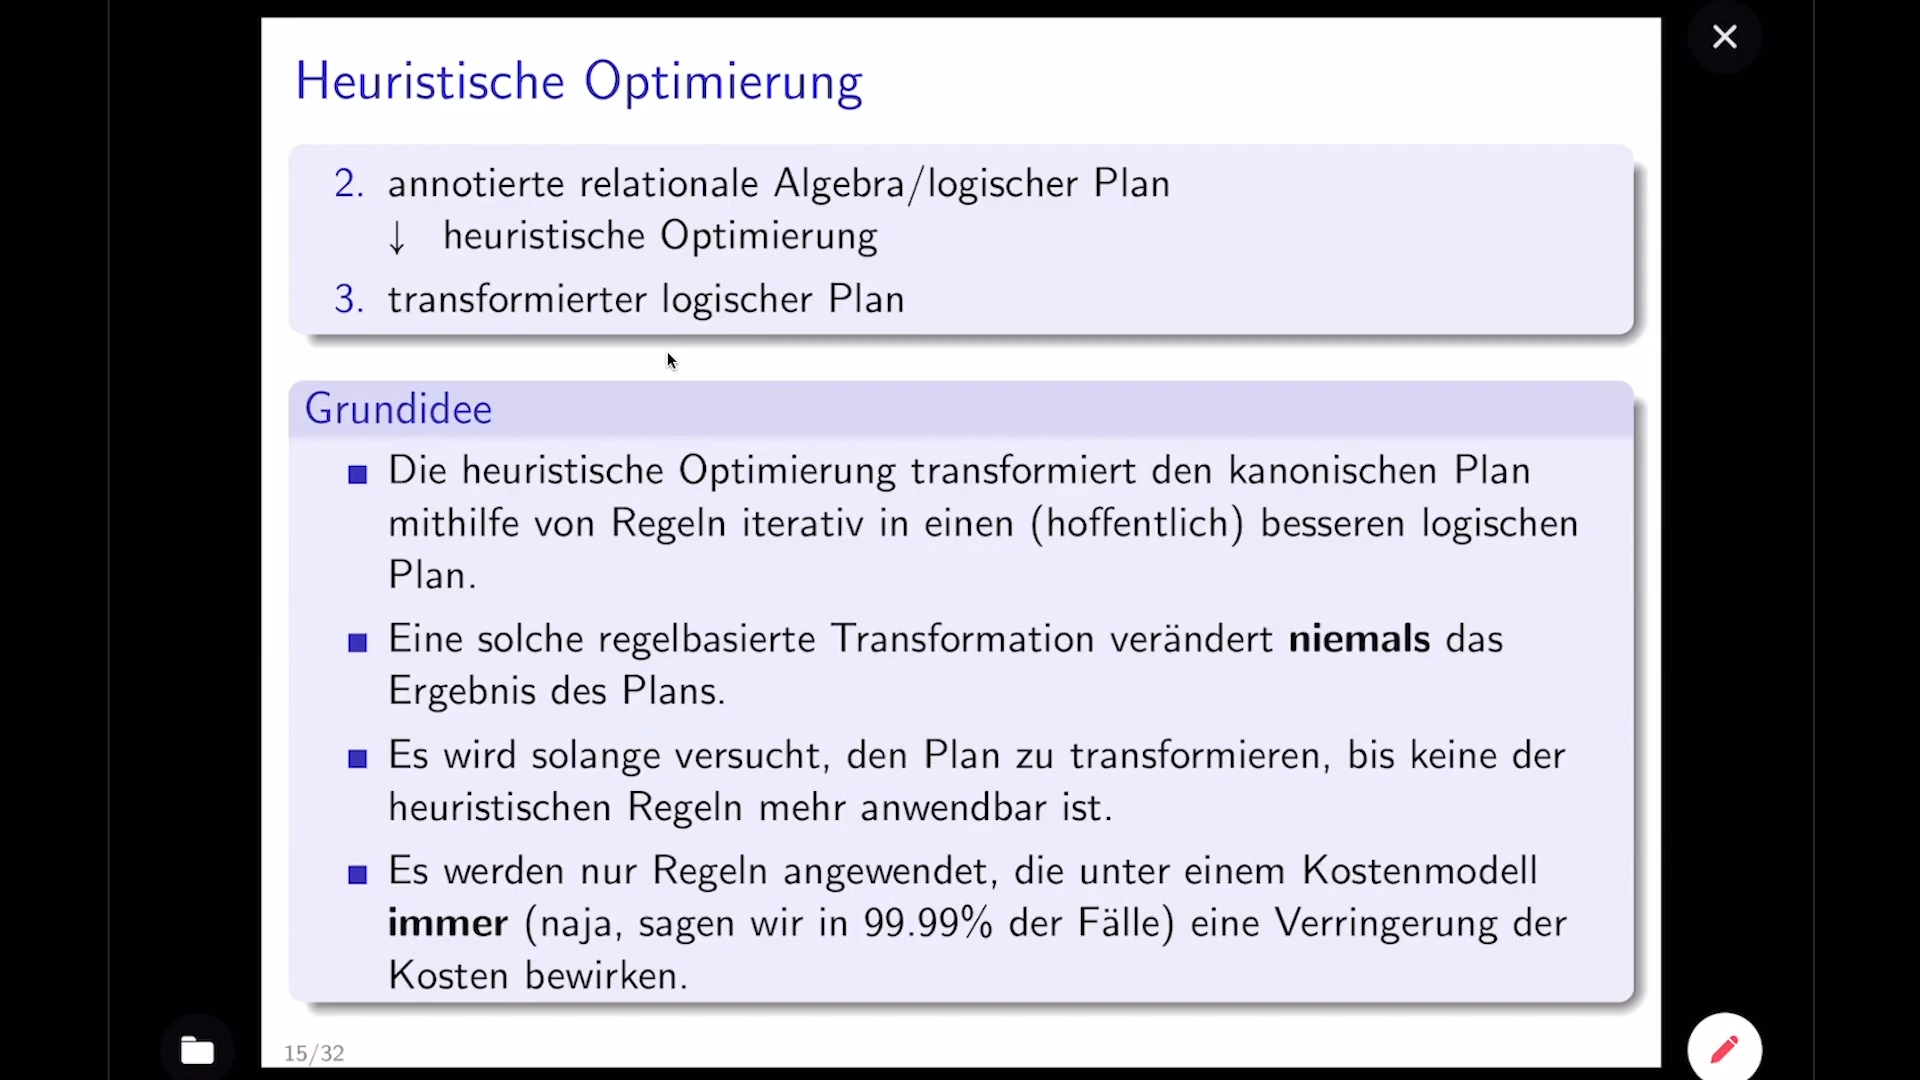 Heuristische Optimierung
2. annotierte relationale Algebra/logischer Plan
↓ heuristische Optimierung
3. transformierter logischer Plan
Grundidee
Die heuristische Optimierung transformiert den kanonischen Plan
mithilfe von Regeln iterativ in einen (hoffentlich) besseren logischen
Plan.
Eine solche regelbasierte Transformation verändert niemals das
Ergebnis des Plans.
Es wird solange versucht, den Plan zu transformieren, bis keine der
heuristischen Regeln mehr anwendbar ist.
Es werden nur Regeln angewendet, die unter einem Kostenmodell
immer (naja, sagen wir in 99.99% der Fälle) eine Verringerung der
Kosten bewirken.
15/32